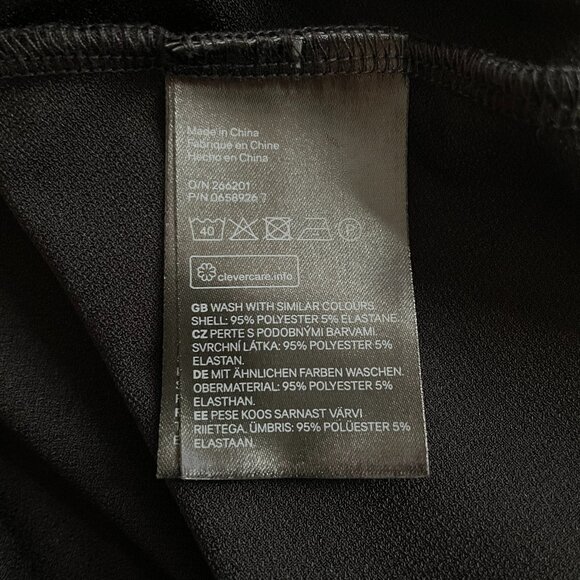 Made in China
Fabriqué en Chine
Hecho en China
O/N 266201
P/N 0658926 7
40 P
clevercare.info
GB WASH WITH SIMILAR COLOURS.
SHELL: 95% POLYESTER 5% ELASTANE.
CZ PERTE S PODOBNÝMI BARVAMI.
SVRCHNÍ LÁTKA: 95% POLYESTER 5%
ELASTAN.
DE MIT ÄHNLICHEN FARBEN WASCHEN.
OBERMATERIAL: 95% POLYESTER 5%
ELASTHAN.
EE PESE KOOS SARNAST VÄRVI
RIIETEGA. ÜMBRIS: 95% POLÜESTER 5%
ELASTAAN.